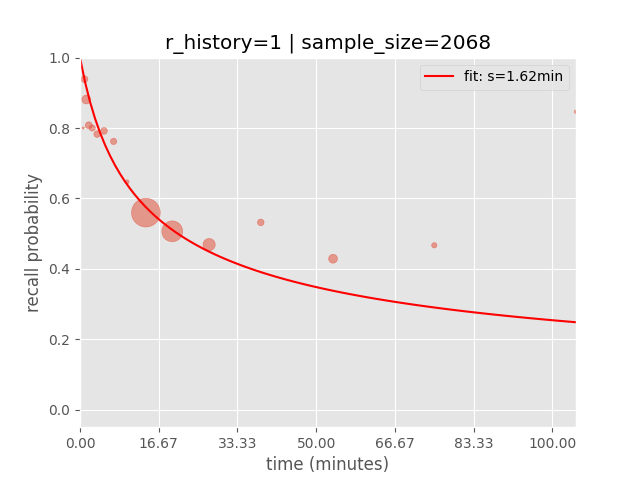 r_history=1 | sample_size=2068
fit: s=1.62min
recall probability
1.0
0.8
0.6
0.4
0.2
0.0
0.00 16.67 33.33 50.00 66.67 83.33 100.00
time (minutes)